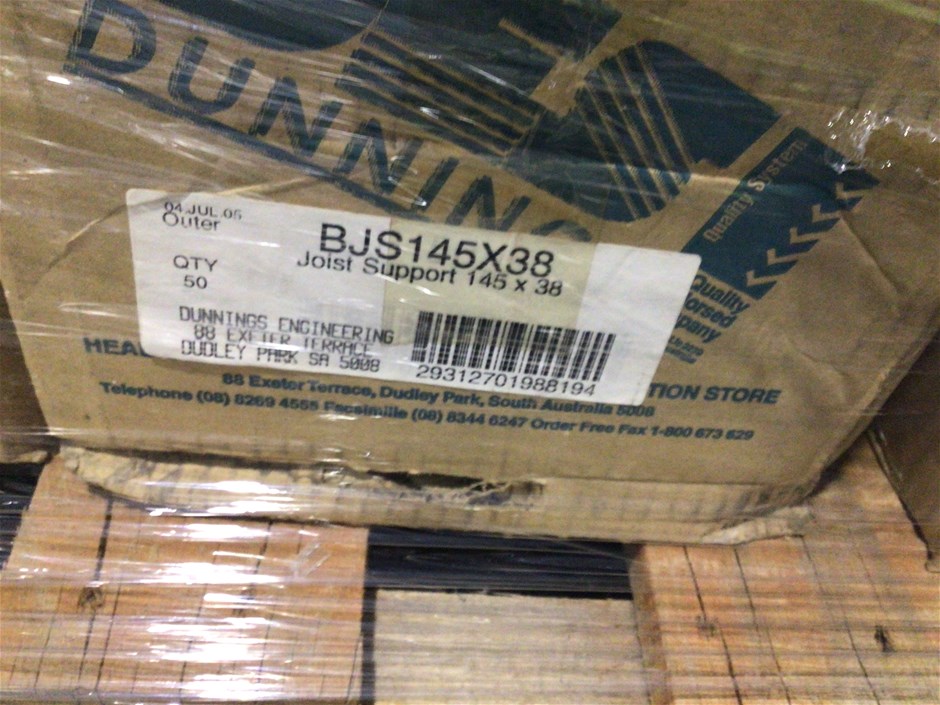 DUNNINGS
Quality System
Quality
Endorsed
Company
04.JUL.05
Outer
BJS145X38
Joist Support 145 x 38
QTY
50
DUNNINGS ENGINEERING
88 EXETER TERRACE
DUDLEY PARK SA 5008
29312701988194
STORE
88 Exeter Terrace, Dudley Park, South Australia 5008
Telephone (08) 8269 4555 Facsimille (08) 8344 6247 Order Free Fax 1-800 673 629